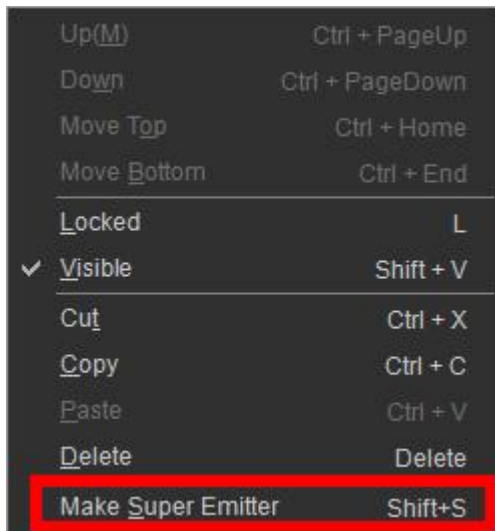 Up(M) Ctrl + PageUp
Down Ctrl + PageDown
Move Top Ctrl + Home
Move Bottom Ctrl + End
Locked L
Visible Shift + V
Cut Ctrl + X
Copy Ctrl + C
Paste Ctrl + V
Delete Delete
Make Super Emitter Shift+S